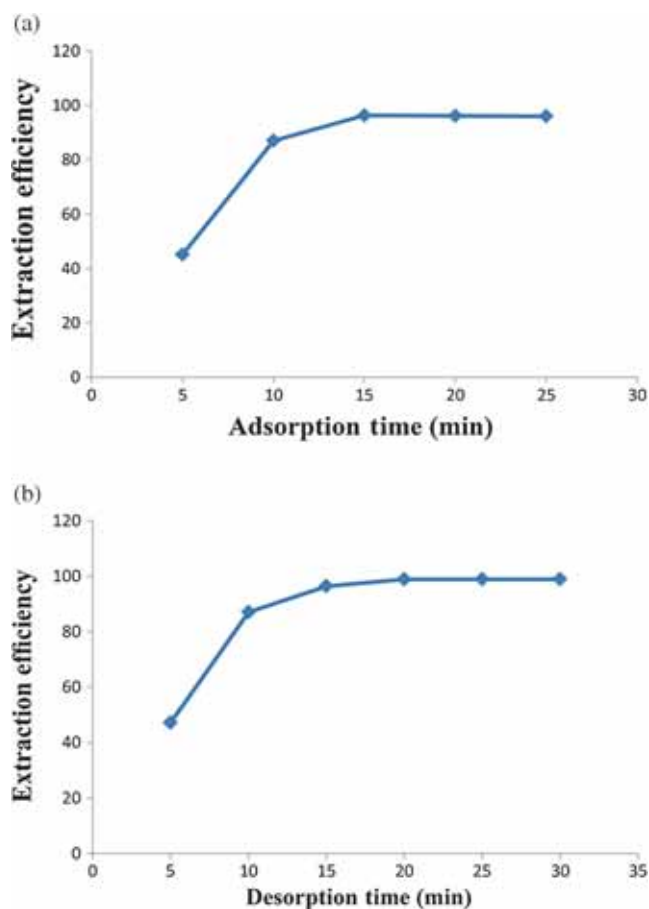 (a)
120
100
80
60
40
20
0
Extraction efficiency
0 5 10 15 20 25 30
Adsorption time (min)
(b)
120
100
80
60
40
20
0
Extraction efficiency
0 5 10 15 20 25 30 35
Desorption time (min)